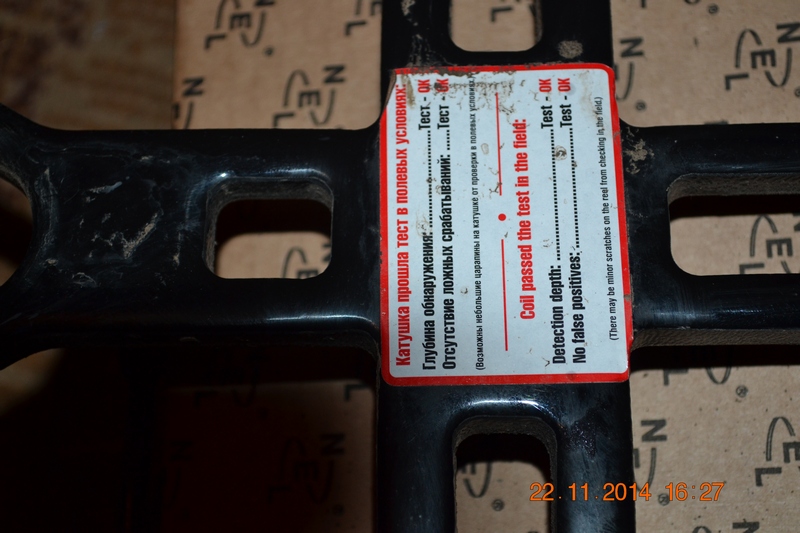 Катушка прошла тест в полевых условиях:
Глубина обнаружения:..........................Тест - OK
Отсутствие ложных срабатываний: ......Тест - OK
(Возможны небольшие царапины на катушке от проверки в полевых условиях.)
Coil passed the test in the field:
Detection depth: ....................................Test - OK
No false positives:..................................Test - OK
(There may be minor scratches on the reel from checking in the field.)
NEL
NEL
NEL
NEL
NEL
NEL
NEL
22.11.2014 16:27